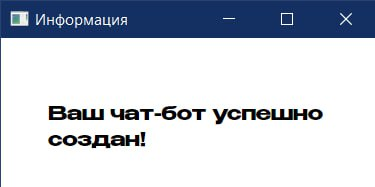 Информация
Ваш чат-бот успешно
создан!